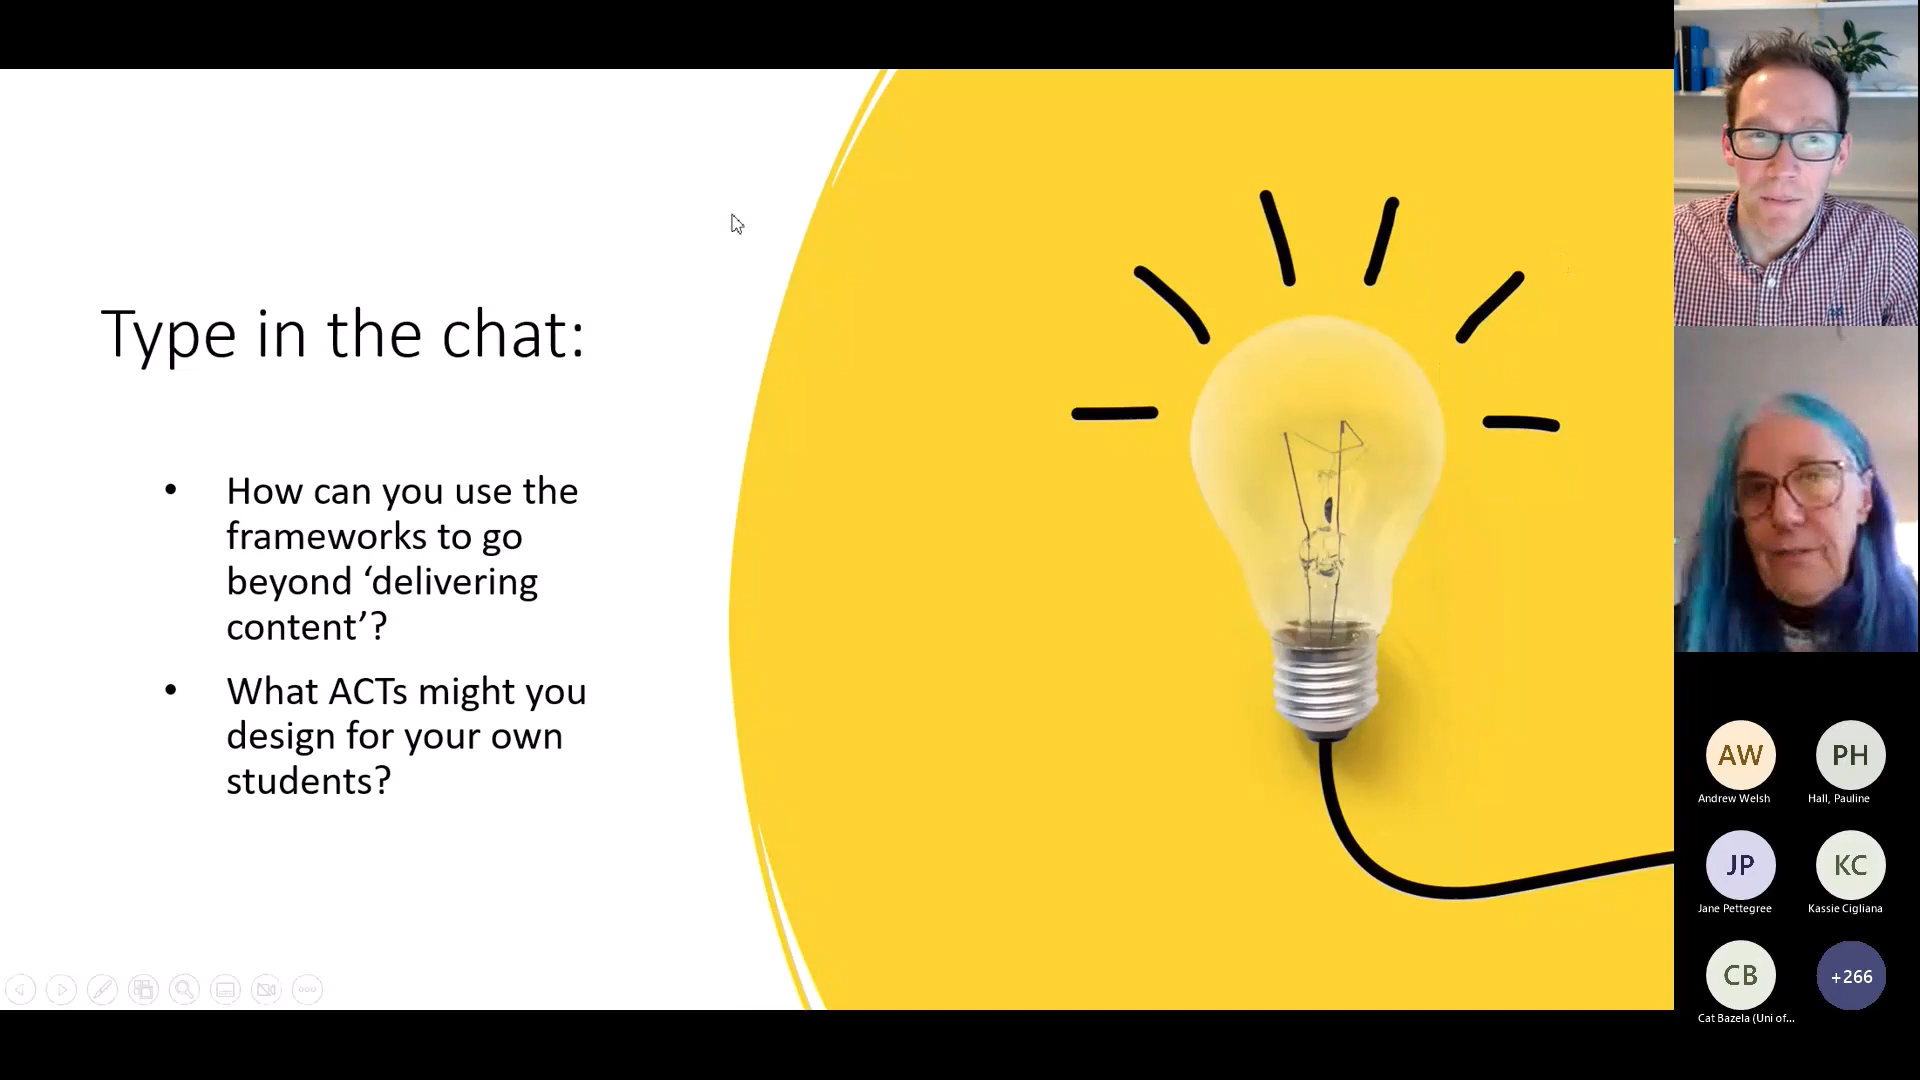 Type in the chat:
• How can you use the
frameworks to go
beyond ‘delivering
content’?
• What ACTs might you
design for your own
students?
AW
Andrew Welsh
PH
Hall, Pauline
JP
Jane Pettegree
KC
Kassie Cigliana
CB
Cat Bazela (Uni of...
+266